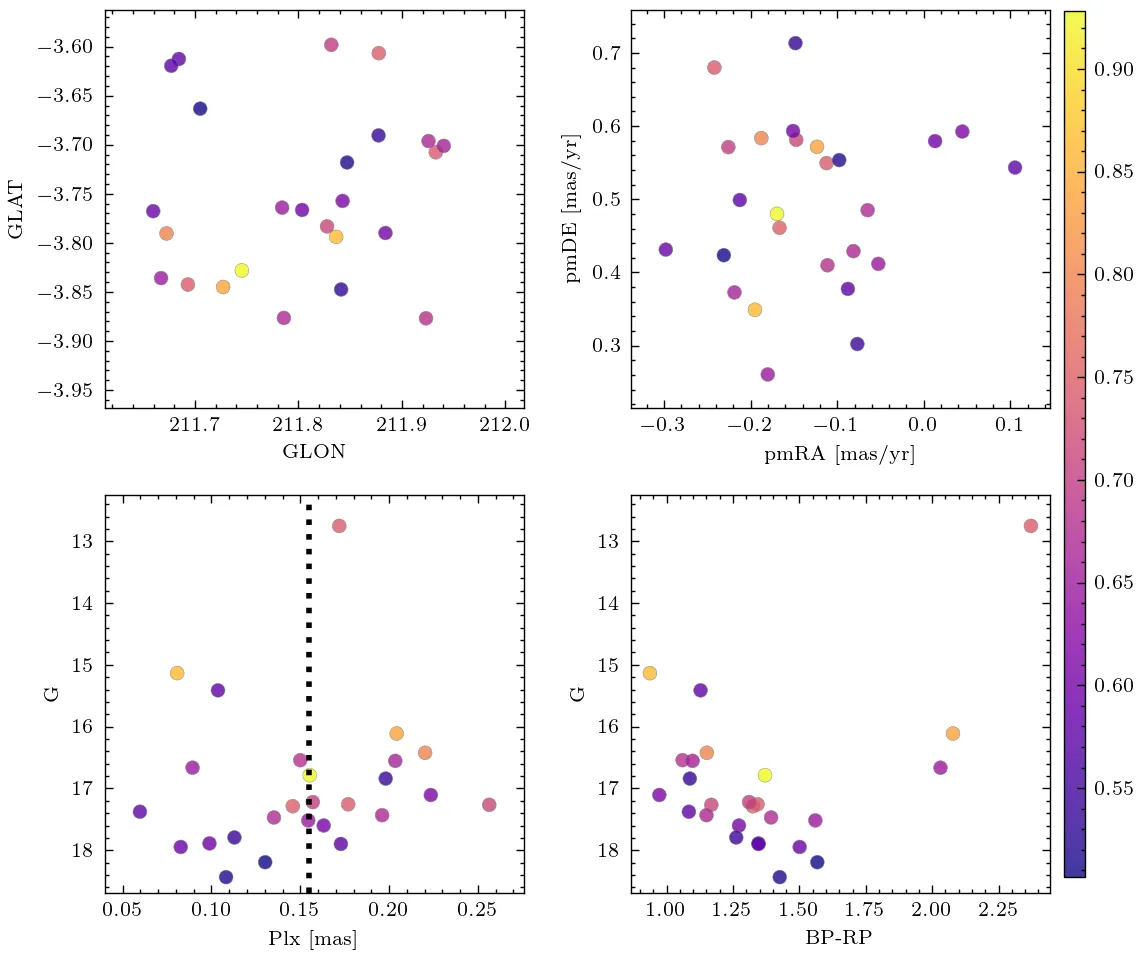 −3.60
−3.65
−3.70
−3.75
−3.80
−3.85
−3.90
−3.95
GLAT
211.7 211.8 211.9 212.0
GLON
0.7
0.6
0.5
0.4
0.3
pmDE [mas/yr]
−0.3 −0.2 −0.1 0.0 0.1
pmRA [mas/yr]
0.90
0.85
0.80
0.75
0.70
0.65
0.60
0.55
13
14
15
16
17
18
G
0.05 0.10 0.15 0.20 0.25
Plx [mas]
13
14
15
16
17
18
G
1.00 1.25 1.50 1.75 2.00 2.25
BP-RP